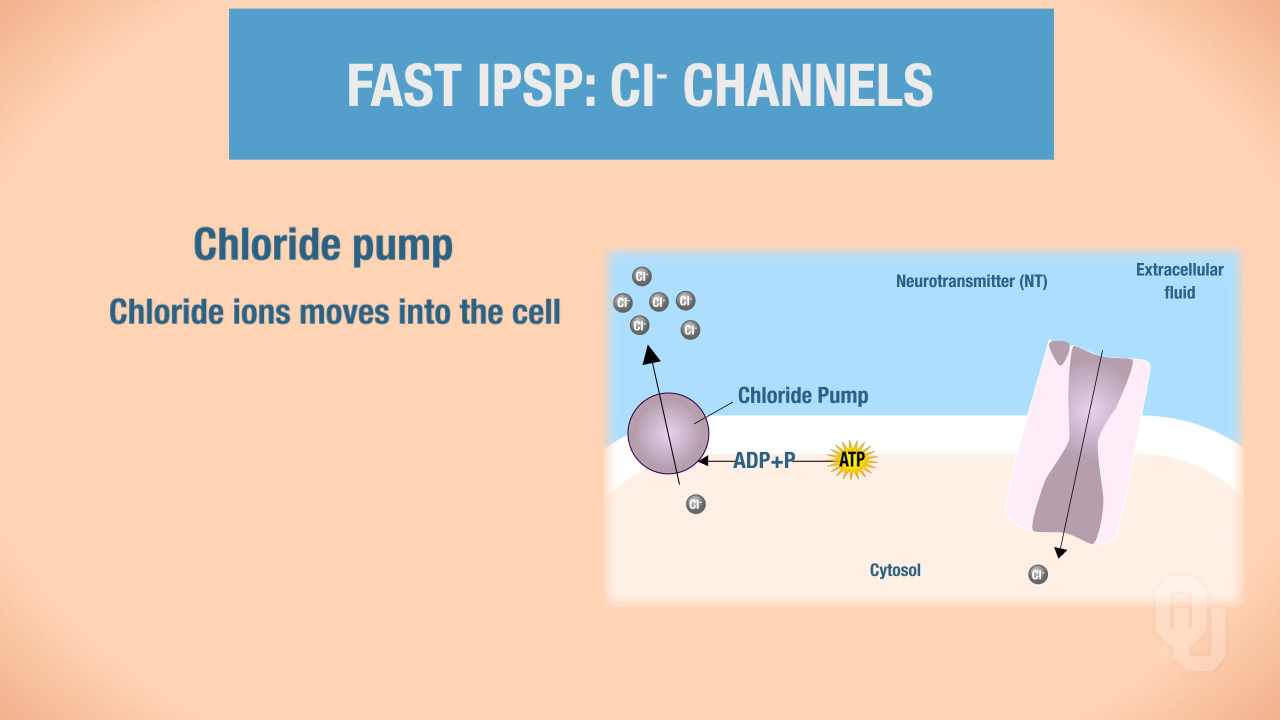 FAST IPSP: Cl- CHANNELS
Chloride pump
Chloride ions moves into the cell
Neurotransmitter (NT)
Extracellular
fluid
Cl-
Cl-
Cl-
Cl-
Cl-
Cl-
Chloride Pump
ADP+P
ATP
Cl-
Cytosol
Cl-
OU